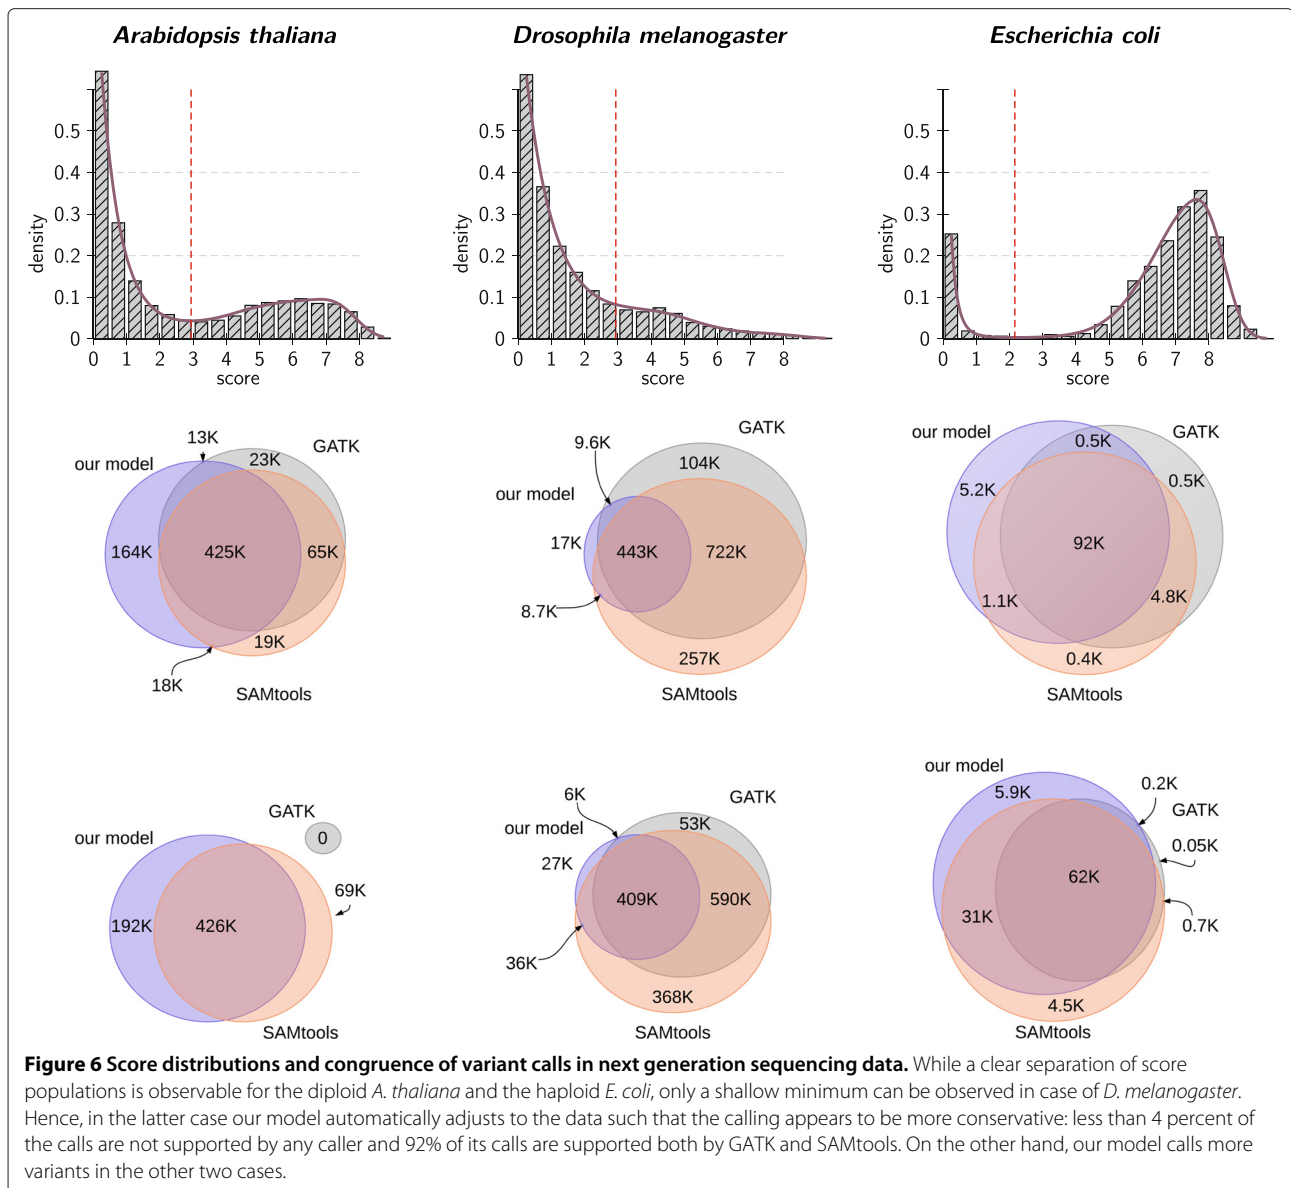 Arabidopsis thaliana
Drosophila melanogaster
Escherichia coli
0.5
0.4
0.3
0.2
0.1
0
density
0 1 2 3 4 5 6 7 8
score
0.5
0.4
0.3
0.2
0.1
0
density
0 1 2 3 4 5 6 7 8
score
0.5
0.4
0.3
0.2
0.1
0
density
0 1 2 3 4 5 6 7 8
score
13K
GATK
our model
23K
164K
425K
65K
19K
18K
SAMtools
GATK
9.6K
104K
our model
17K
443K
722K
8.7K
257K
SAMtools
our model
GATK
0.5K
0.5K
5.2K
92K
1.1K
4.8K
0.4K
SAMtools
GATK
our model
0
69K
192K
426K
SAMtools
6K
GATK
our model
53K
27K
409K
590K
36K
368K
SAMtools
our model
5.9K
0.2K
GATK
0.05K
62K
31K
0.7K
4.5K
SAMtools
Figure 6 Score distributions and congruence of variant calls in next generation sequencing data. While a clear separation of score
populations is observable for the diploid A. thaliana and the haploid E. coli, only a shallow minimum can be observed in case of D. melanogaster.
Hence, in the latter case our model automatically adjusts to the data such that the calling appears to be more conservative: less than 4 percent of
the calls are not supported by any caller and 92% of its calls are supported both by GATK and SAMtools. On the other hand, our model calls more
variants in the other two cases.